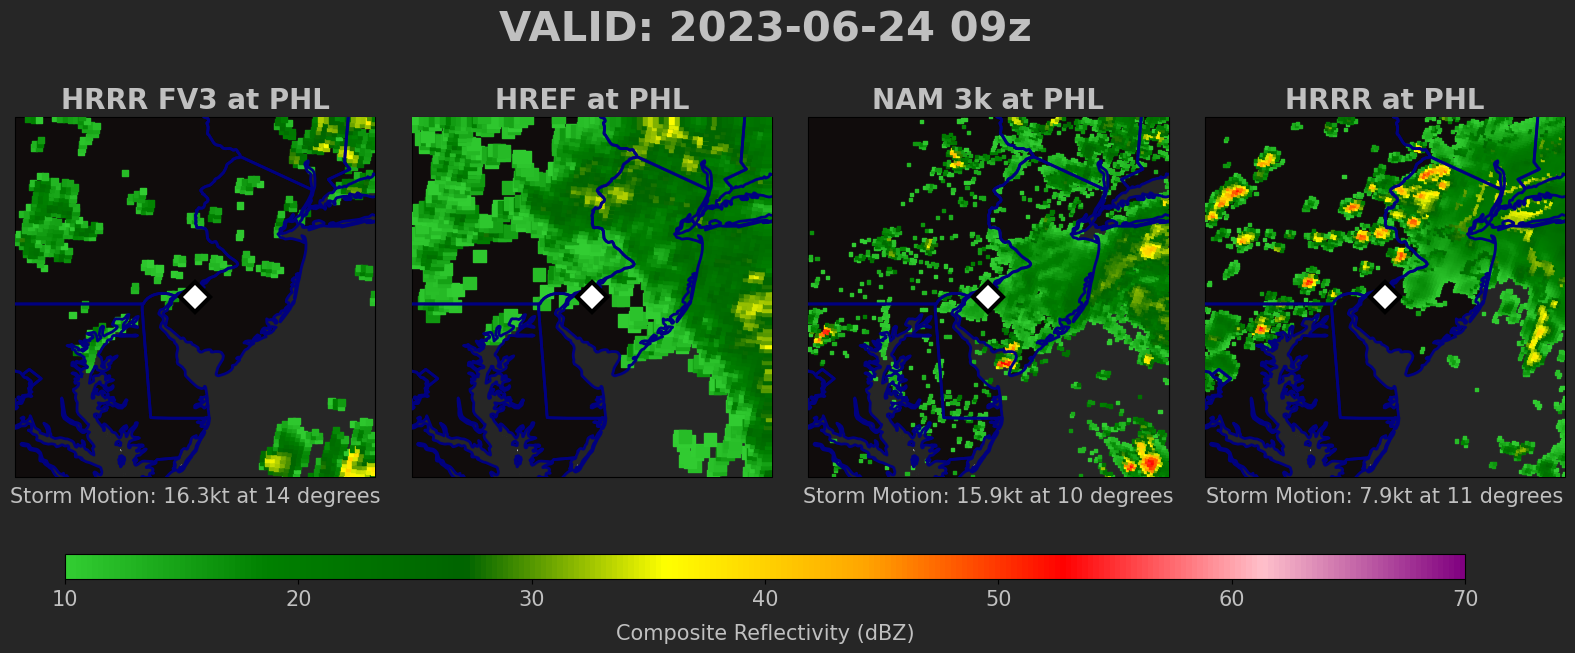 VALID: 2023-06-24 09z
HRRR FV3 at PHL
HREF at PHL
NAM 3k at PHL
HRRR at PHL
Storm Motion: 16.3kt at 14 degrees
Storm Motion: 15.9kt at 10 degrees
Storm Motion: 7.9kt at 11 degrees
10 20 30 40 50 60 70
Composite Reflectivity (dBZ)